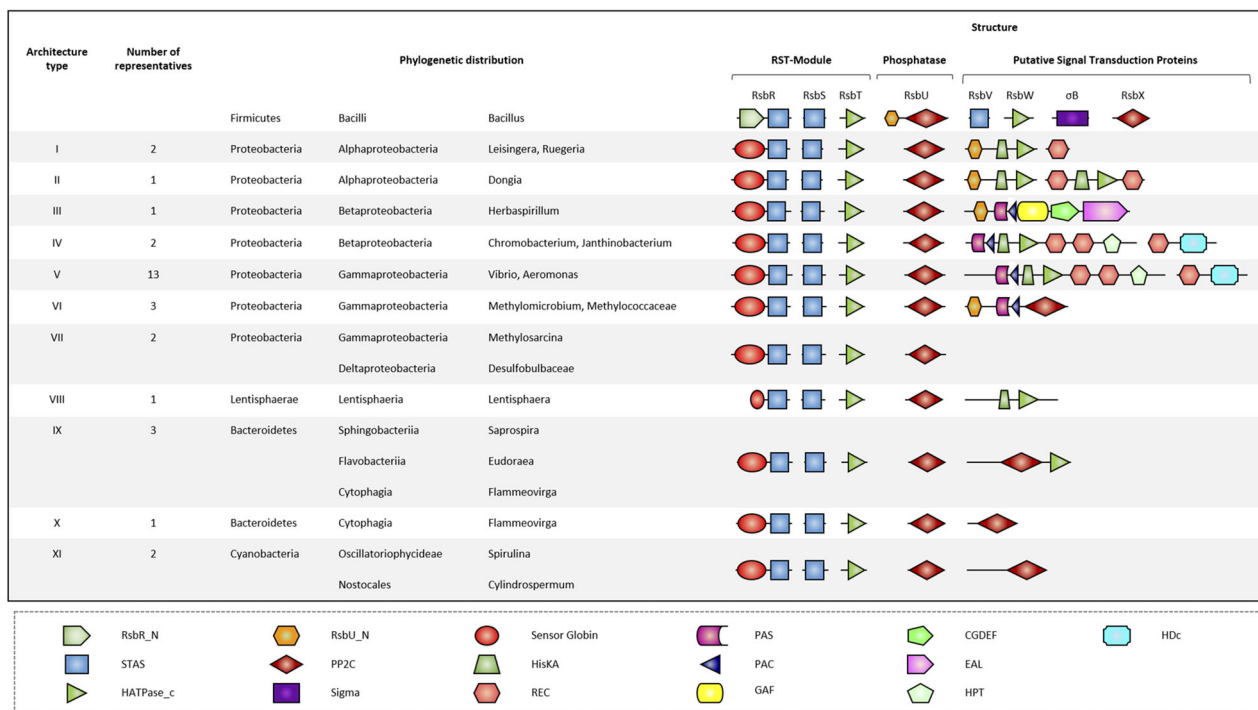 Structure
Architecture type
Number of representatives
Phylogenetic distribution
RST-Module
Phosphatase
Putative Signal Transduction Proteins
RsbR RsbS RsbT RsbU RsbV RsbW σB RsbX
Firmicutes Bacilli Bacillus
I 2 Proteobacteria Alphaproteobacteria Leisingera, Ruegeria
II 1 Proteobacteria Alphaproteobacteria Dongia
III 1 Proteobacteria Betaproteobacteria Herbaspirillum
IV 2 Proteobacteria Betaproteobacteria Chromobacterium, Janthinobacterium
V 13 Proteobacteria Gammaproteobacteria Vibrio, Aeromonas
VI 3 Proteobacteria Gammaproteobacteria Methylomicrobium, Methylococcaceae
VII 2 Proteobacteria Gammaproteobacteria Methylosarcina
Deltaproteobacteria Desulfobulbaceae
VIII 1 Lentisphaerae Lentisphaeria Lentisphaera
IX 3 Bacteroidetes Sphingobacteriia Saprospira
Flavobacteriia Eudoraea
Cytophagia Flammeovirga
X 1 Bacteroidetes Cytophagia Flammeovirga
XI 2 Cyanobacteria Oscillatoriophycideae Spirulina
Nostocales Cylindrospermum
RsbR_N RsbU_N Sensor Globin PAS CGDEF HDc
STAS PP2C HisKA PAC EAL
HATPase_c Sigma REC GAF HPT